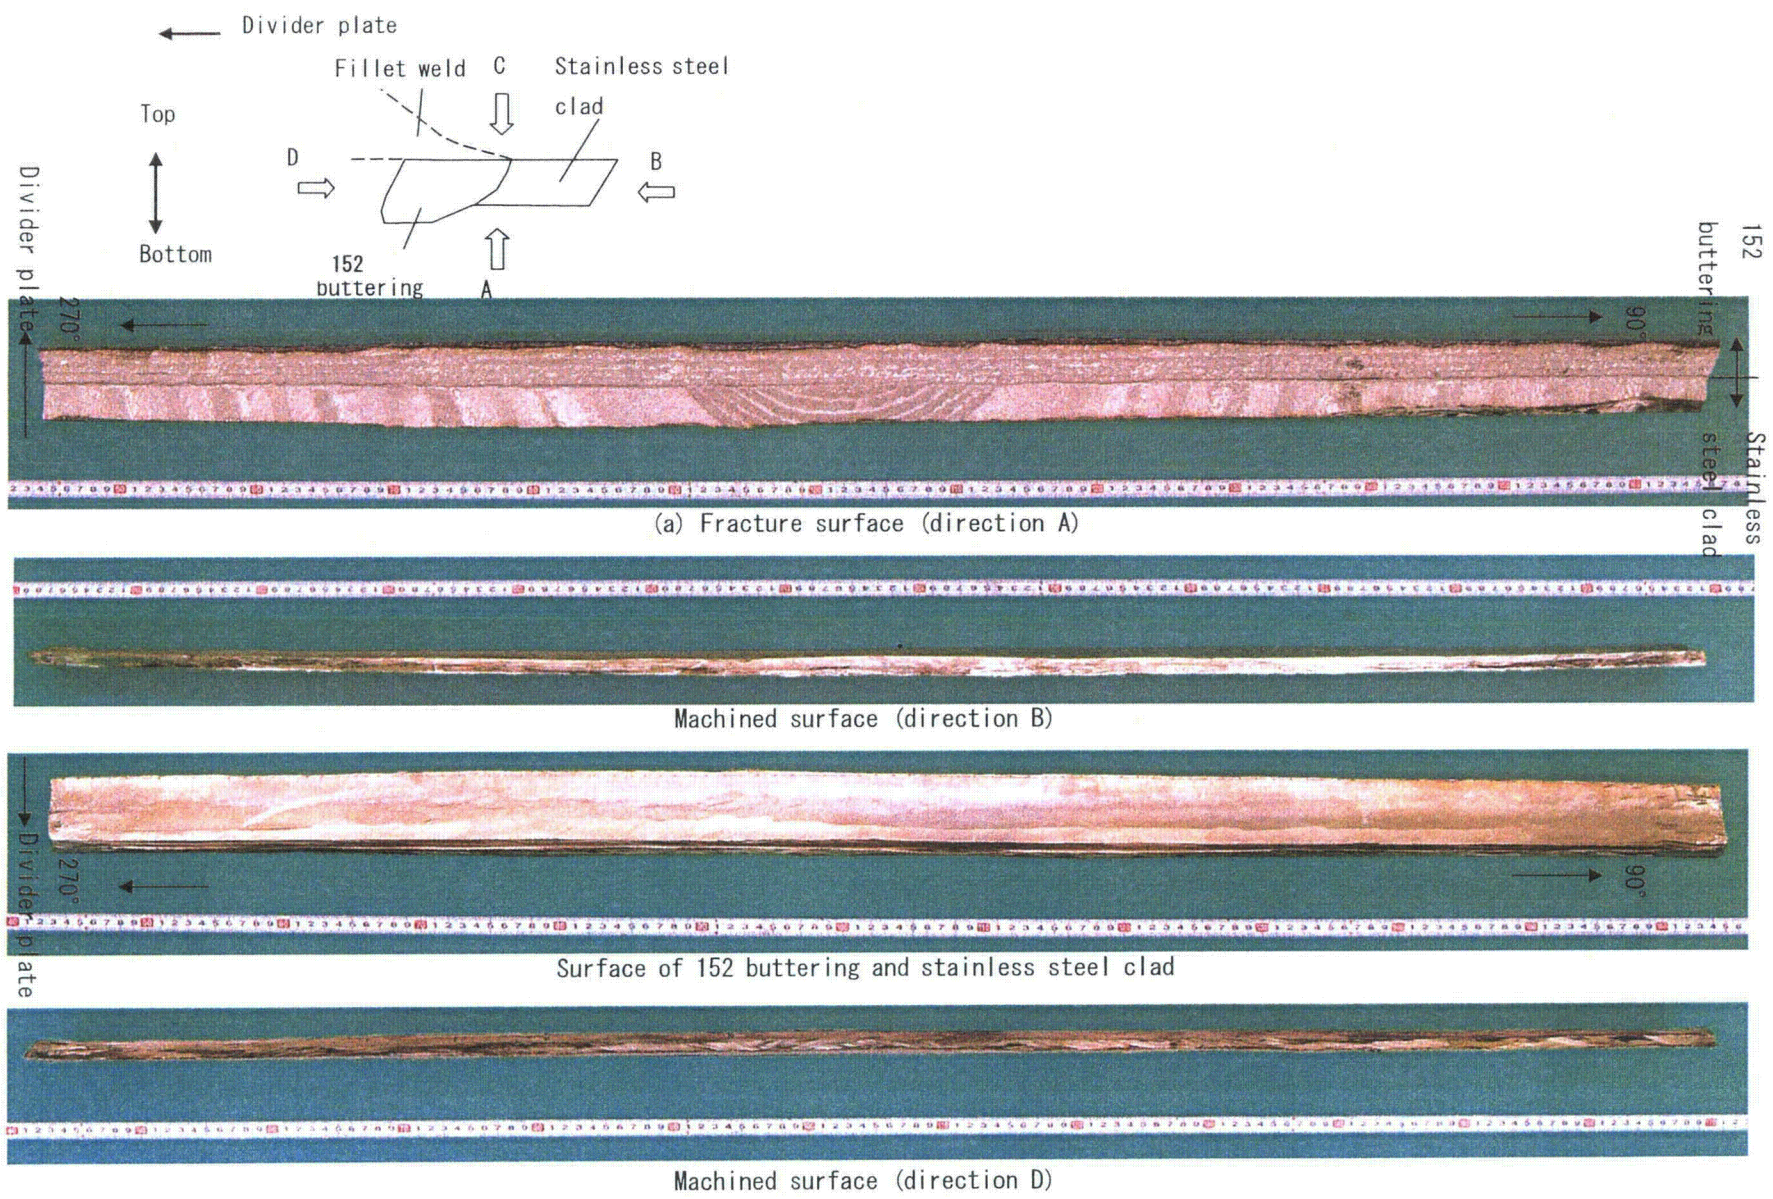 Divider plate
Fillet weld
C
Stainless steel
clad
Top
D
B
Bottom
152
buttering
A
Divider plate
270°
90°
152
buttering
Stainless
steel clad
(a) Fracture surface (direction A)
Machined surface (direction B)
Divider plate
270°
90°
Surface of 152 buttering and stainless steel clad
Machined surface (direction D)